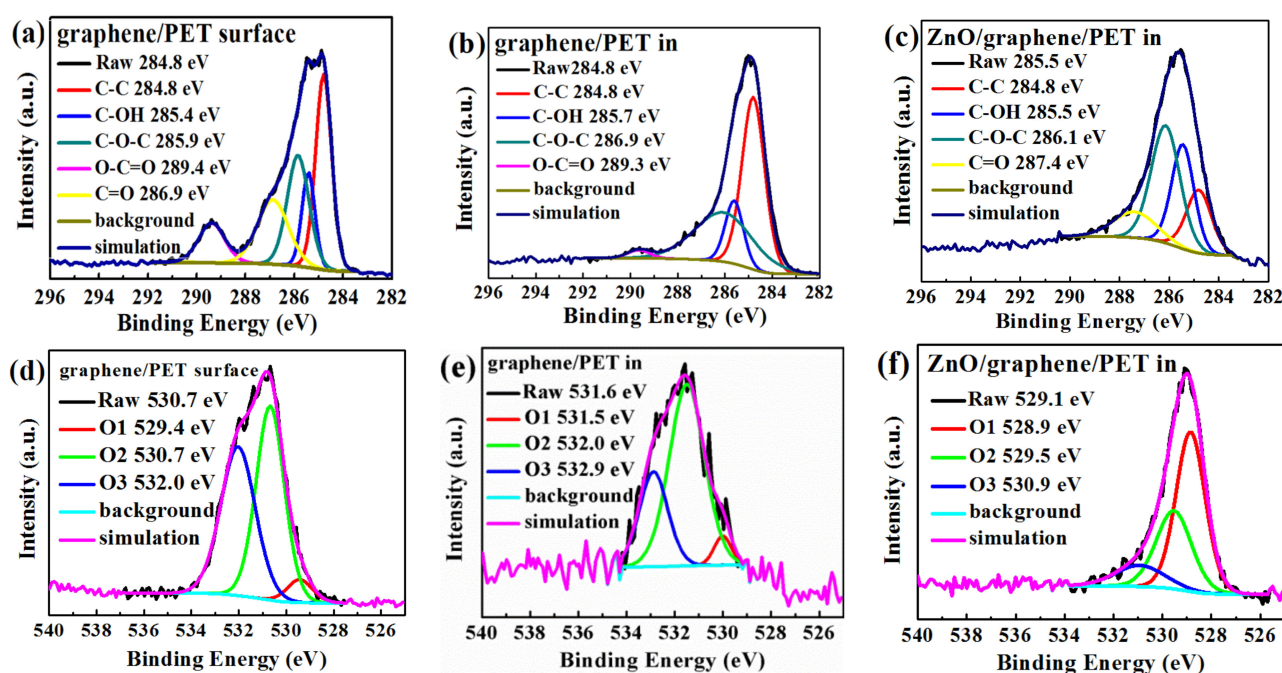 (a)
graphene/PET surface
Raw 284.8 eV
C-C 284.8 eV
C-OH 285.4 eV
C-O-C 285.9 eV
O-C=O 289.4 eV
C=O 286.9 eV
background
simulation
Intensity (a.u.)
296 294 292 290 288 286 284 282
Binding Energy (eV)
(b)
graphene/PET in
Raw284.8 eV
C-C 284.8 eV
C-OH 285.7 eV
C-O-C 286.9 eV
O-C=O 289.3 eV
background
simulation
Intensity (a.u.)
296 294 292 290 288 286 284 282
Binding Energy (eV)
(c)
ZnO/graphene/PET in
Raw 285.5 eV
C-C 284.8 eV
C-OH 285.5 eV
C-O-C 286.1 eV
C=O 287.4 eV
background
simulation
Intensity (a.u.)
296 294 292 290 288 286 284 282
Binding Energy (eV)
(d)
graphene/PET surface
Raw 530.7 eV
O1 529.4 eV
O2 530.7 eV
O3 532.0 eV
background
simulation
Intensity (a.u.)
540 538 536 534 532 530 528 526
Binding Energy (eV)
(e)
graphene/PET in
Raw 531.6 eV
O1 531.5 eV
O2 532.0 eV
O3 532.9 eV
background
simulation
Intensity (a.u.)
540 538 536 534 532 530 528 526
Binding Energy (eV)
(f)
ZnO/graphene/PET in
Raw 529.1 eV
O1 528.9 eV
O2 529.5 eV
O3 530.9 eV
background
simulation
Intensity (a.u.)
540 538 536 534 532 530 528 526
Binding Energy (eV)